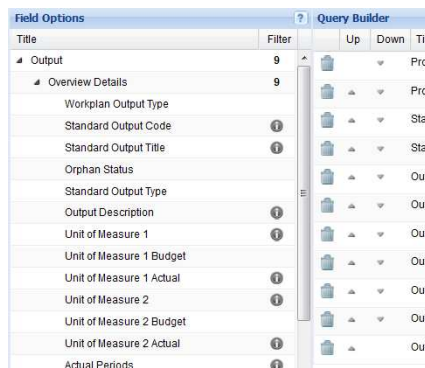 Field Options ? Query Builder
Title Filter Up Down Ti
Output 9 Pro
Overview Details 9 Pro
Workplan Output Type
Standard Output Code Sta
Standard Output Title Sta
Orphan Status Ou
Standard Output Type
Output Description Ou
Unit of Measure 1 Ou
Unit of Measure 1 Budget Ou
Unit of Measure 1 Actual
Unit of Measure 2 Ou
Unit of Measure 2 Budget Ou
Unit of Measure 2 Actual Ou
Actual Periods